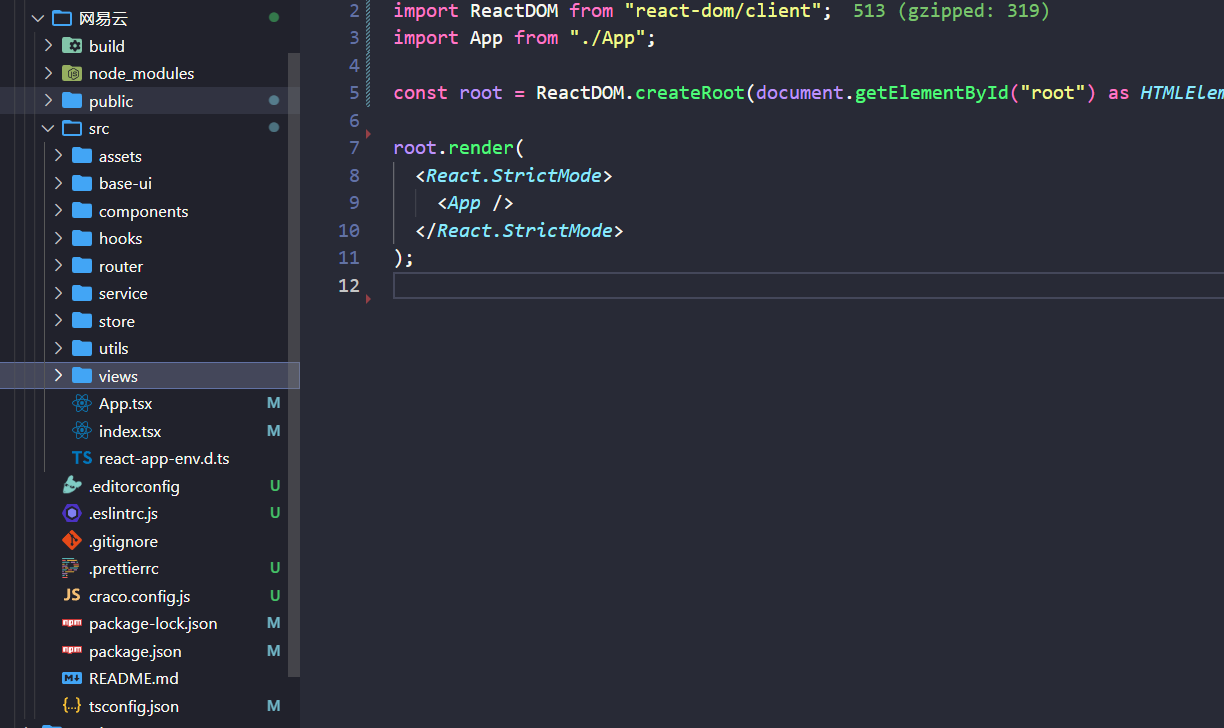 网易云
build
node_modules
public
src
assets
base-ui
components
hooks
router
service
store
utils
views
App.tsx M
index.tsx M
TS react-app-env.d.ts
.editorconfig U
.eslintrc.js U
.gitignore
.prettierrc U
JS craco.config.js U
npm package-lock.json M
npm package.json M
README.md
{..} tsconfig.json M
2 import ReactDOM from "react-dom/client"; 513 (gzipped: 319)
3 import App from "./App";
4
5 const root = ReactDOM.createRoot(document.getElementById("root") as HTMLElem
6
7 root.render(
8 <React.StrictMode>
9 <App />
10 </React.StrictMode>
11 );
12